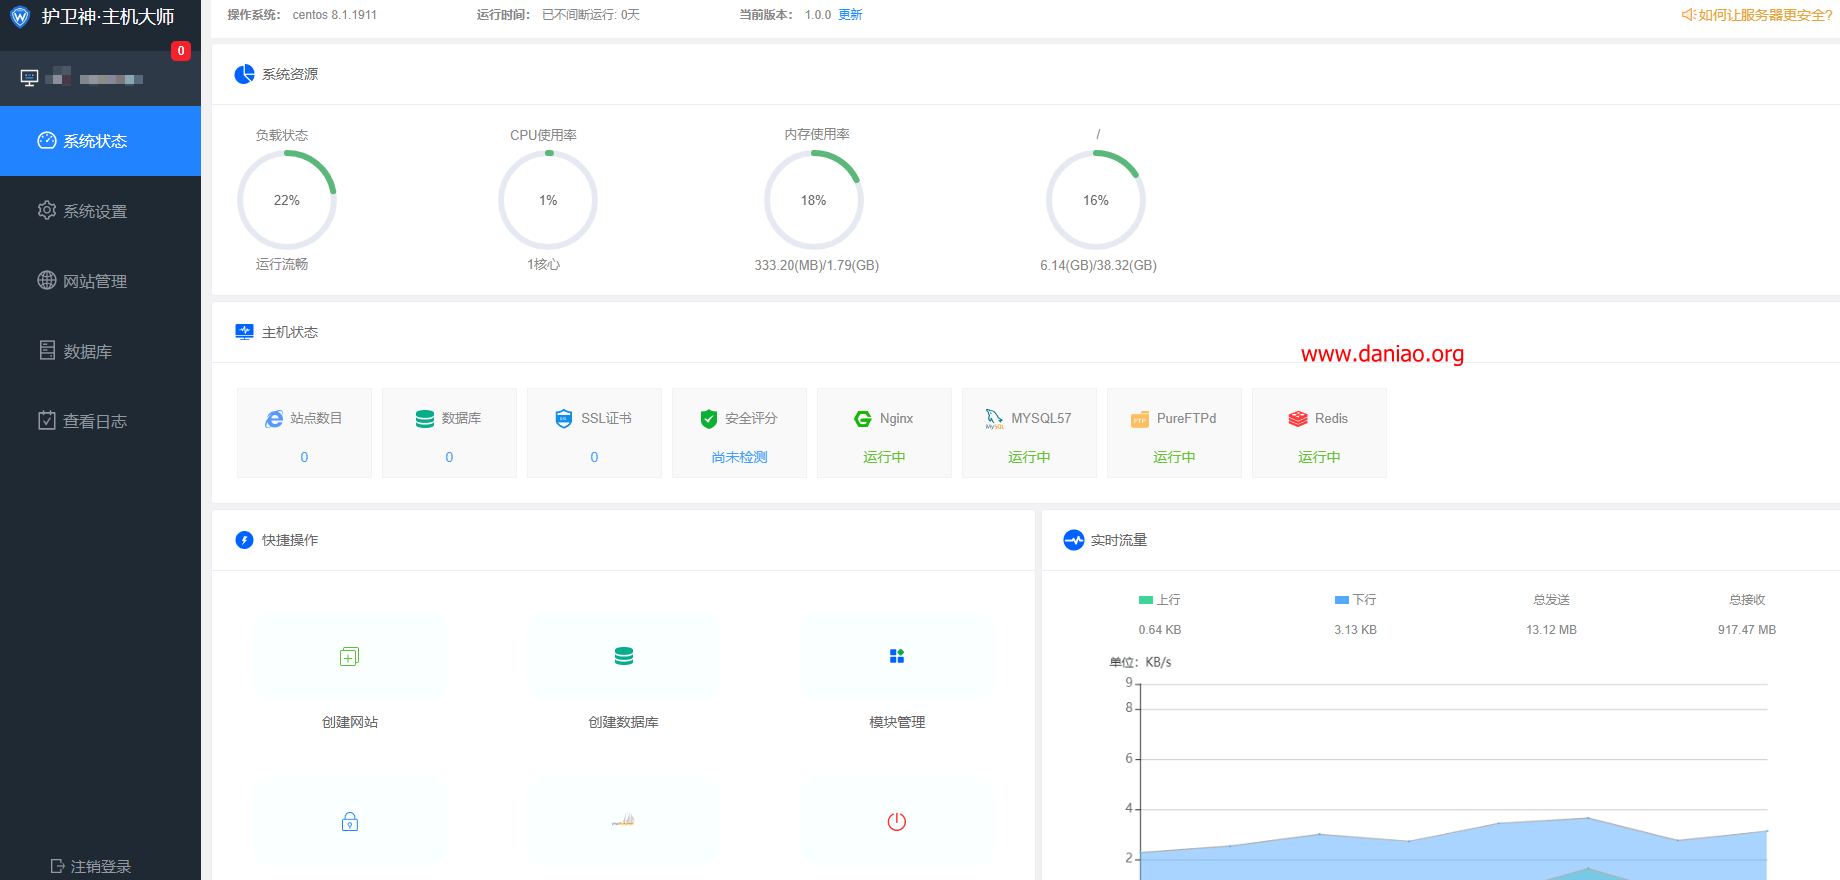 护卫神·主机大师
0
系统状态
系统设置
网站管理
数据库
查看日志
注销登录
操作系统： centos 8.1.1911 运行时间： 已不间断运行: 0天 当前版本： 1.0.0 更新 如何让服务器更安全?
系统资源
负载状态 CPU使用率 内存使用率 /
22% 1% 18% 16%
运行流畅 1核心 333.20(MB)/1.79(GB) 6.14(GB)/38.32(GB)
主机状态
www.daniao.org
站点数目 数据库 SSL证书 安全评分 Nginx MYSQL57 PureFTPd Redis
0 0 0 尚未检测 运行中 运行中 运行中 运行中
快捷操作
创建网站 创建数据库 模块管理
实时流量
上行 下行 总发送 总接收
0.64 KB 3.13 KB 13.12 MB 917.47 MB
单位：KB/s
9
8
6
4
2